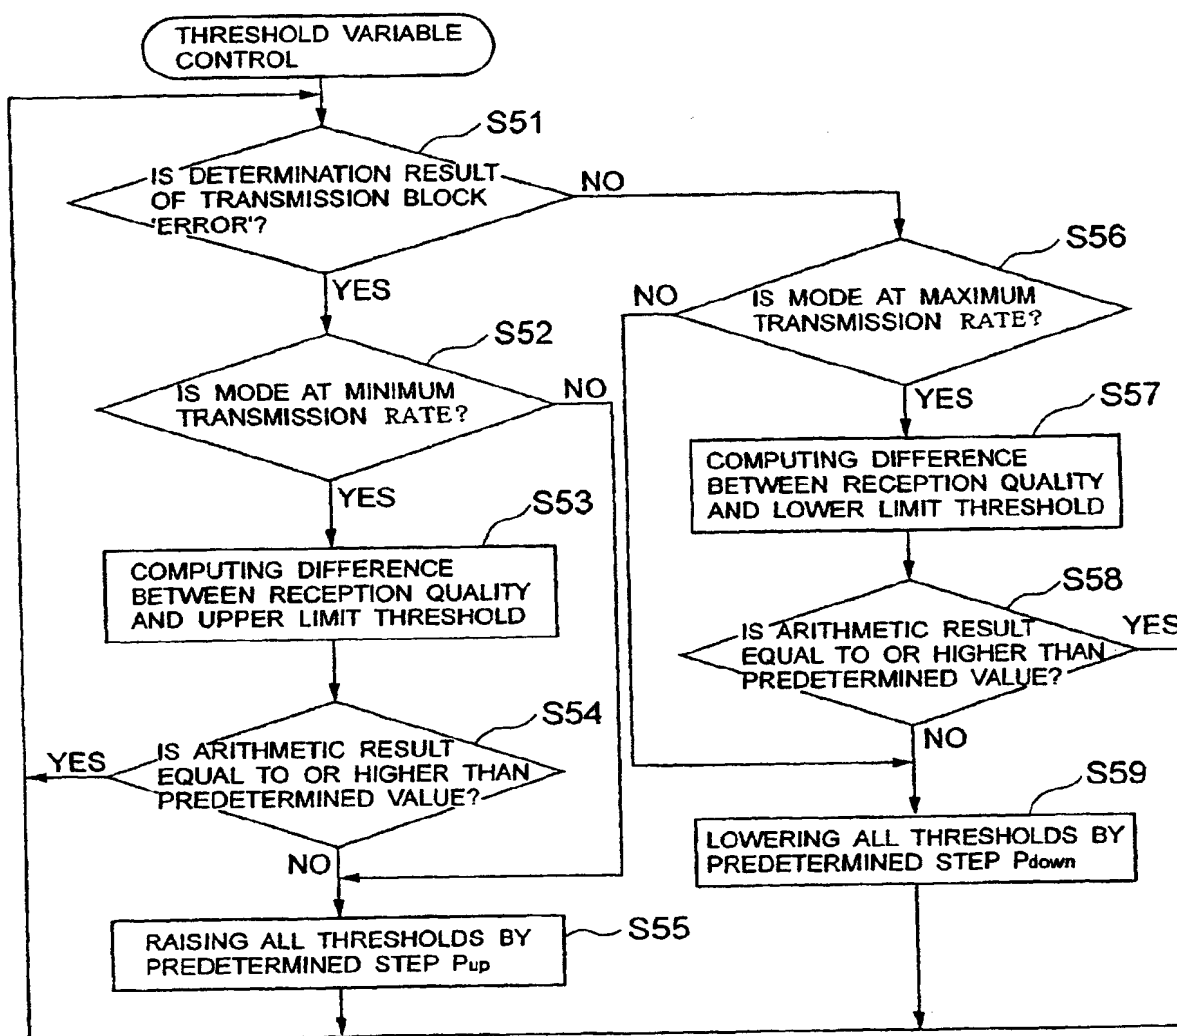 THRESHOLD VARIABLE
CONTROL
S51
IS DETERMINATION RESULT
OF TRANSMISSION BLOCK
'ERROR'?
NO
YES
S52
IS MODE AT MINIMUM
TRANSMISSION RATE?
NO
YES
S53
COMPUTING DIFFERENCE
BETWEEN RECEPTION QUALITY
AND UPPER LIMIT THRESHOLD
S54
IS ARITHMETIC RESULT
EQUAL TO OR HIGHER THAN
PREDETERMINED VALUE?
YES
NO
S55
RAISING ALL THRESHOLDS BY
PREDETERMINED STEP Pup
S56
IS MODE AT MAXIMUM
TRANSMISSION RATE?
NO
YES
S57
COMPUTING DIFFERENCE
BETWEEN RECEPTION QUALITY
AND LOWER LIMIT THRESHOLD
S58
IS ARITHMETIC RESULT
EQUAL TO OR HIGHER THAN
PREDETERMINED VALUE?
YES
NO
S59
LOWERING ALL THRESHOLDS BY
PREDETERMINED STEP Pdown